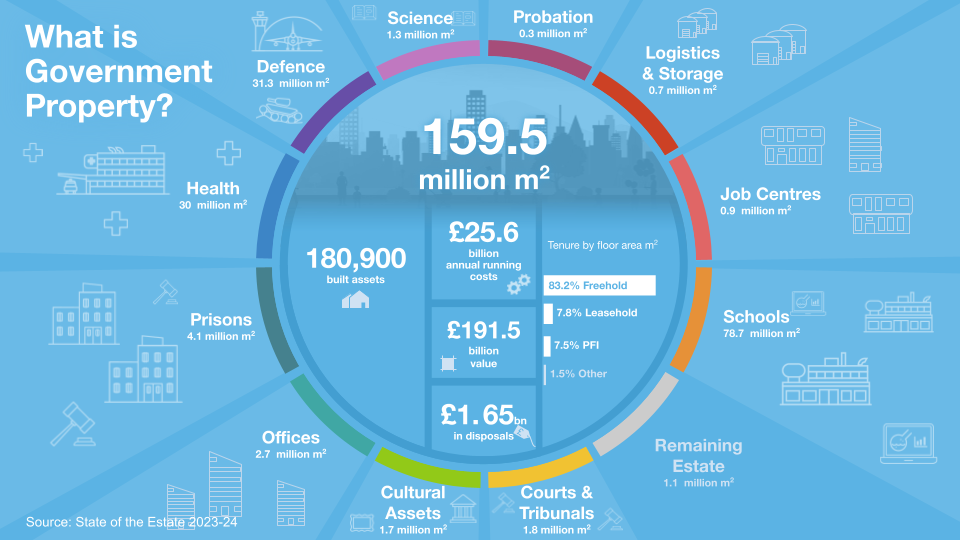 What is
Government
Property?
Science
1.3 million m²
Probation
0.3 million m²
Logistics
& Storage
0.7 million m²
Defence
31.3 million m²
Health
30 million m²
Job Centres
0.9 million m²
159.5
million m²
180,900
built assets
£25.6
billion
annual running
costs
£191.5
billion
value
£1.65bn
in disposals
Tenure by floor area m²
83.2% Freehold
7.8% Leasehold
7.5% PFI
1.5% Other
Prisons
4.1 million m²
Schools
78.7 million m²
Offices
2.7 million m²
Remaining
Estate
1.1 million m²
Cultural
Assets
1.7 million m²
Courts &
Tribunals
1.8 million m²
Source: State of the Estate 2023-24